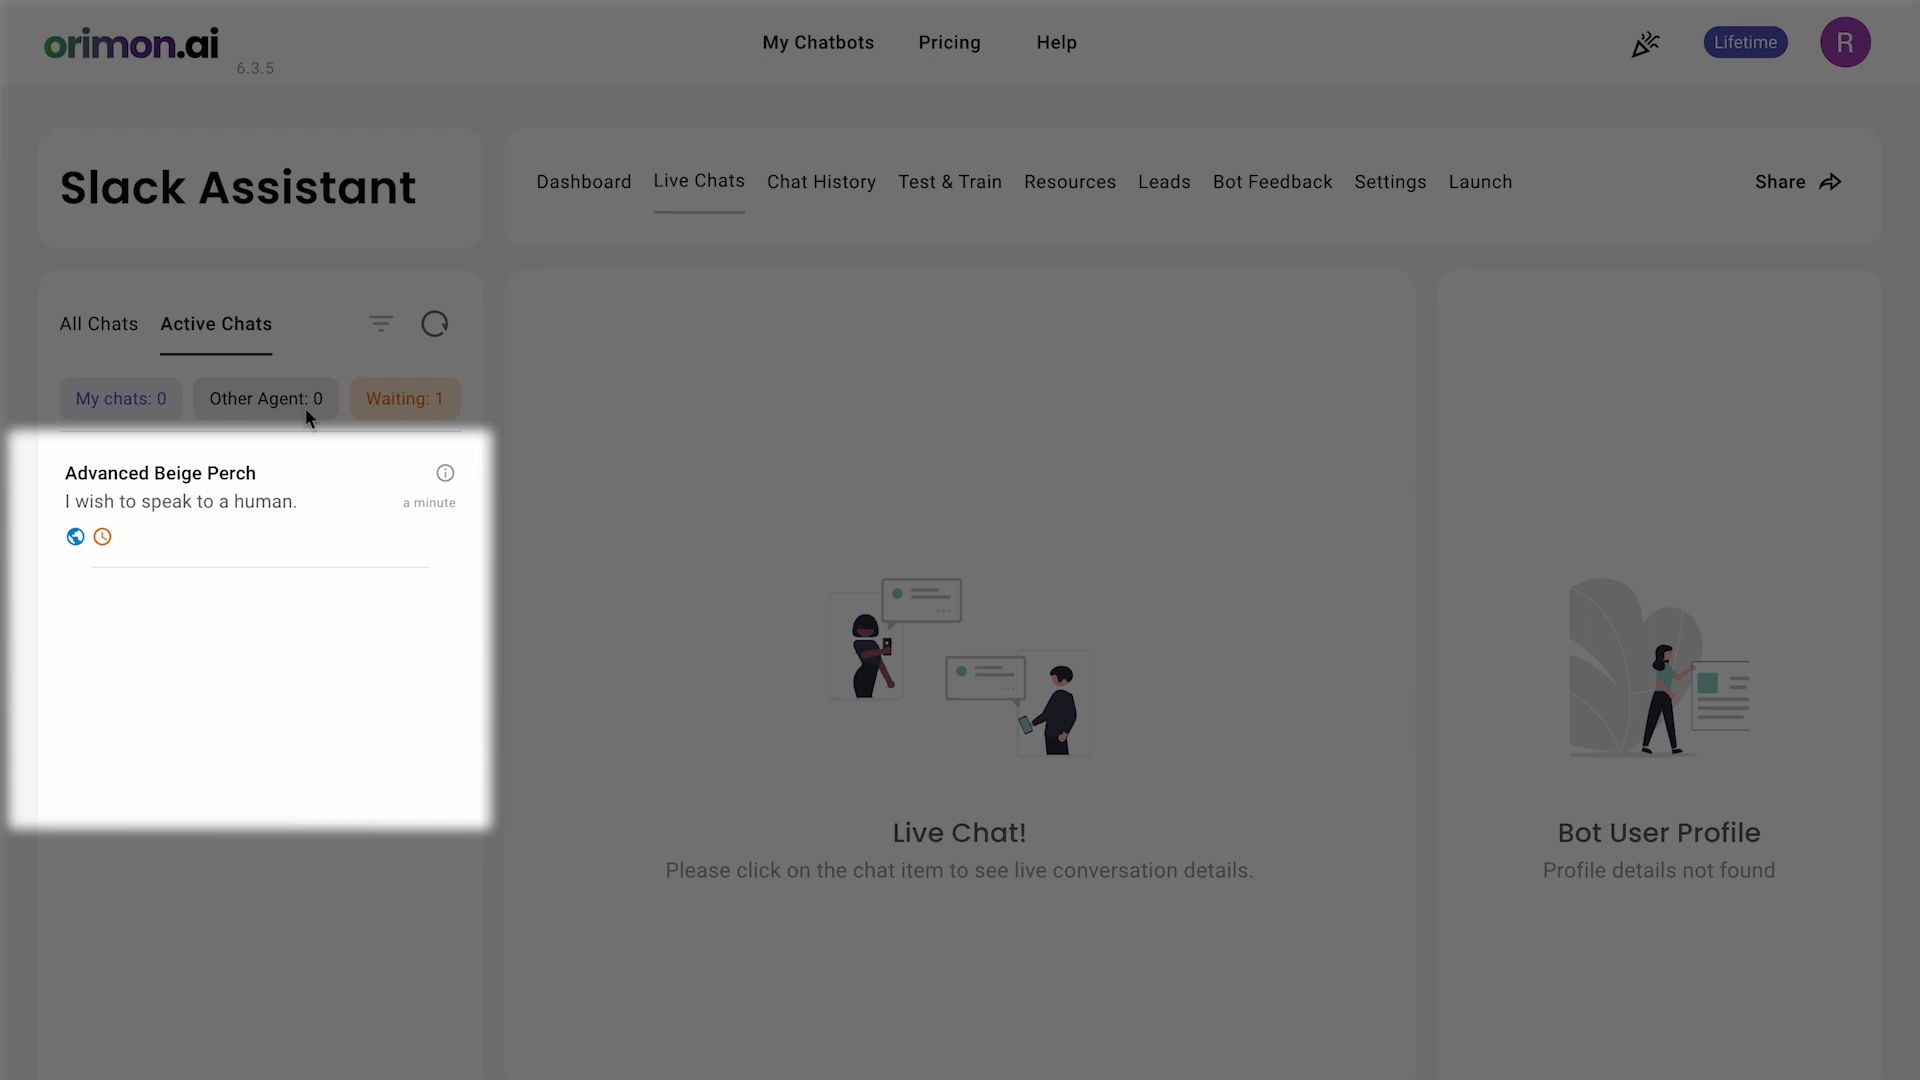 orimon.ai
6.3.5
My Chatbots
Pricing
Help
Lifetime
R
Slack Assistant
Dashboard
Live Chats
Chat History
Test & Train
Resources
Leads
Bot Feedback
Settings
Launch
Share
All Chats
Active Chats
My chats: 0
Other Agent: 0
Waiting: 1
Advanced Beige Perch
I wish to speak to a human.
a minute
Live Chat!
Please click on the chat item to see live conversation details.
Bot User Profile
Profile details not found